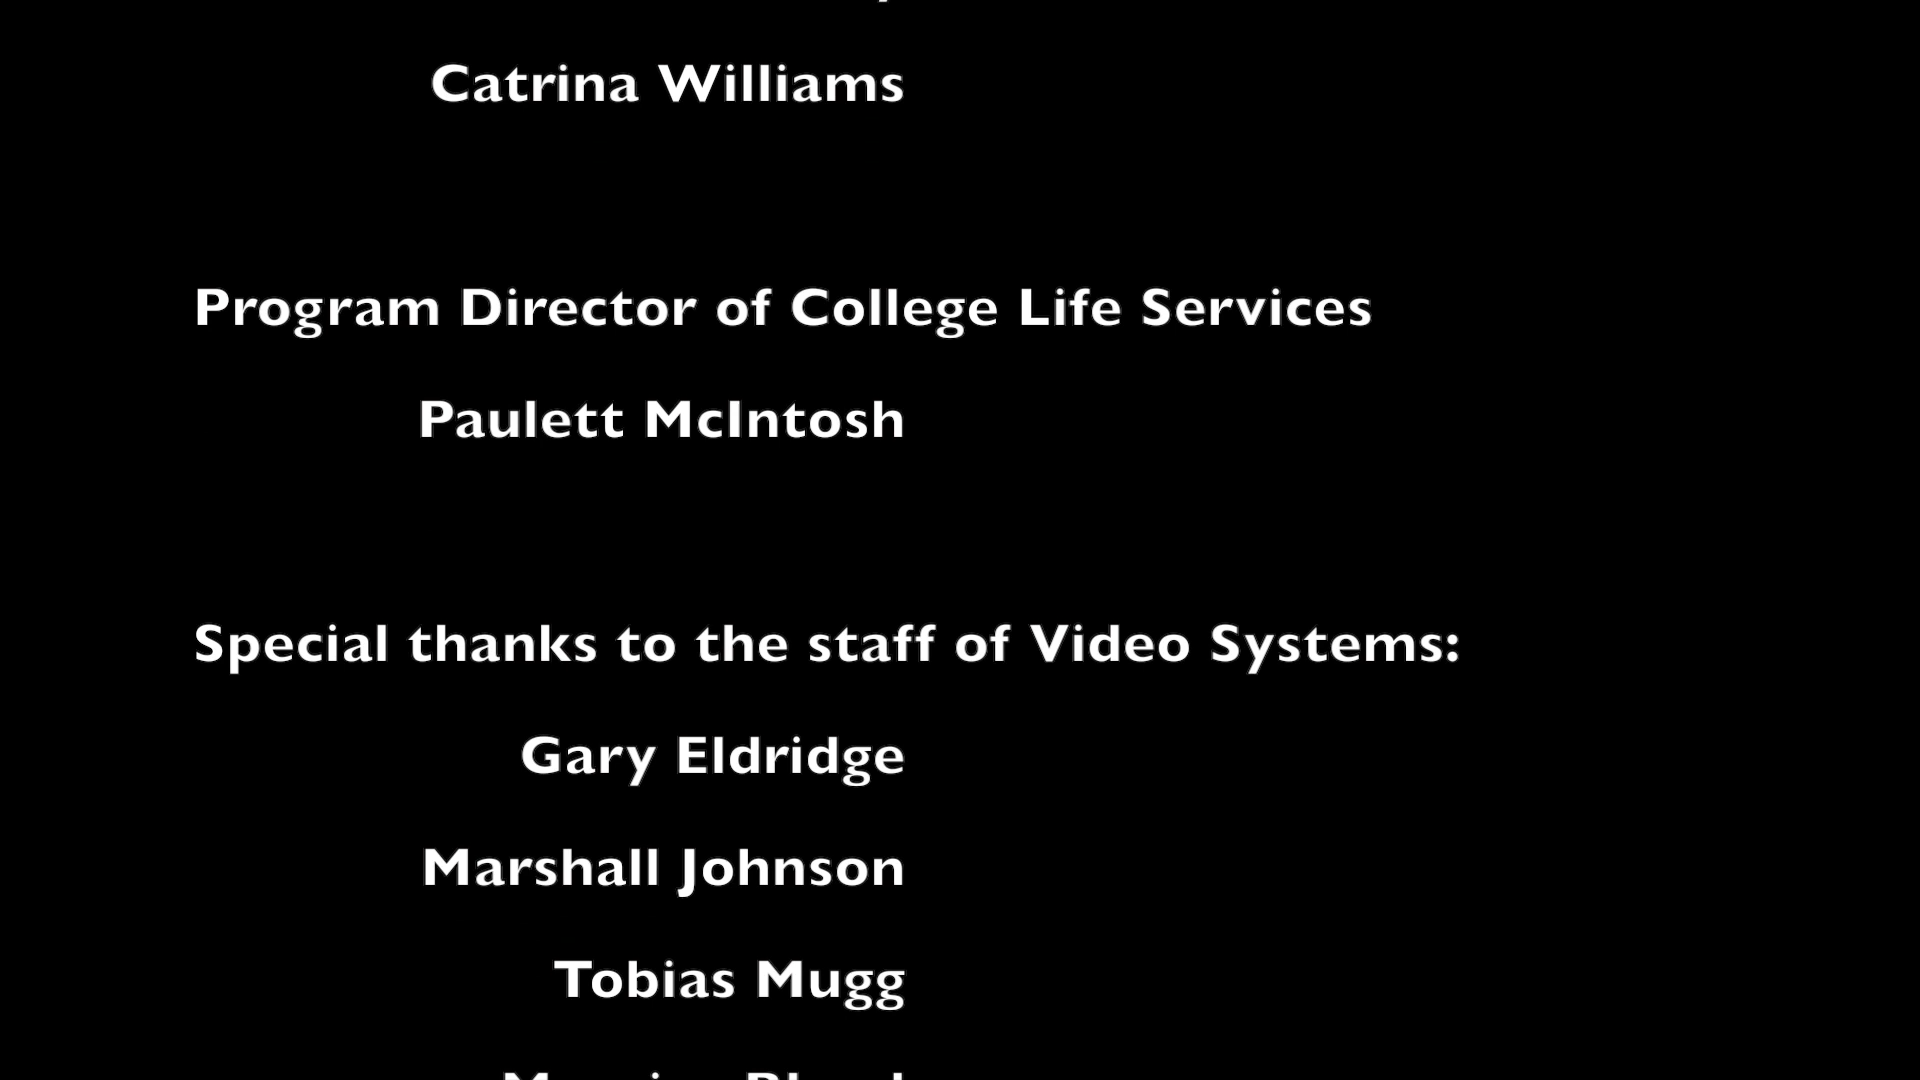 Catrina Williams
Program Director of College Life Services
Paulett McIntosh
Special thanks to the staff of Video Systems:
Gary Eldridge
Marshall Johnson
Tobias Mugg